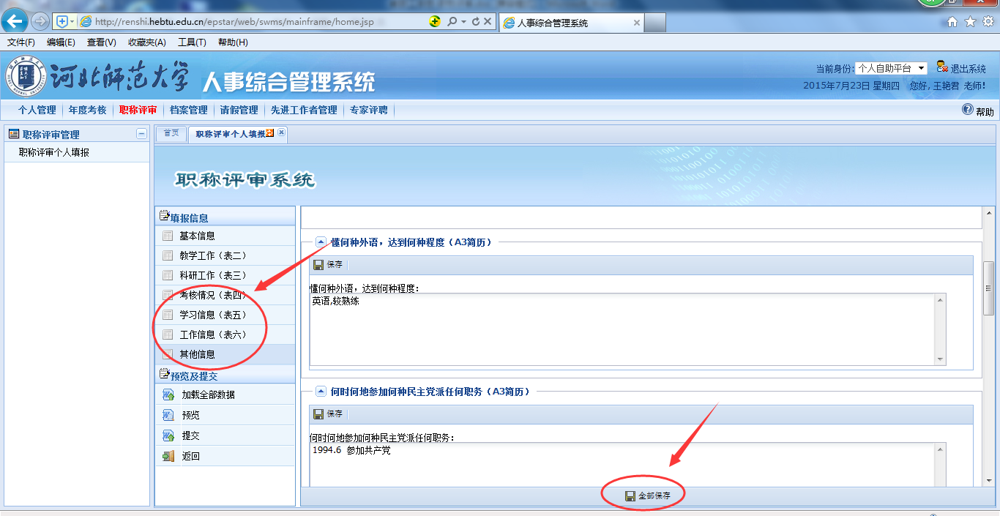 http://renshi.hebtu.edu.cn/epstar/web/swms/mainframe/home.jsp
人事综合管理系统
文件(F) 编辑(E) 查看(V) 收藏夹(A) 工具(T) 帮助(H)
河北师范大学 人事综合管理系统
当前身份: 个人自助平台 退出系统
2015年7月23日 星期四 您好, 王艳君 老师!
个人管理 年度考核 职称评审 档案管理 请假管理 先进工作者管理 专家评聘
帮助
职称评审管理
职称评审个人填报
首页 职称评审个人填报
职称评审系统
填报信息
基本信息
教学工作（表二）
科研工作（表三）
考核情况（表四）
学习信息（表五）
工作信息（表六）
其他信息
预览及提交
加载全部数据
预览
提交
返回
懂何种外语，达到何种程度（A3简历）
保存
懂何种外语，达到何种程度：
英语,较熟练
何时何地参加何种民主党派任何职务（A3简历）
保存
何时何地参加何种民主党派任何职务：
1994.6 参加共产党
全部保存